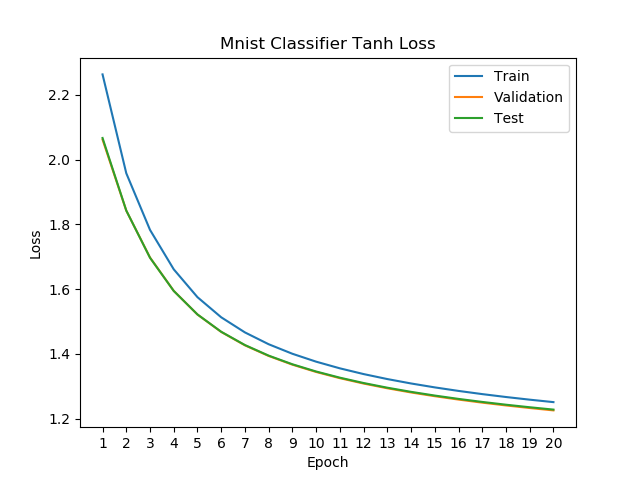 Mnist Classifier Tanh Loss
Train
Validation
Test
2.2
2.0
1.8
1.6
1.4
1.2
Loss
1 2 3 4 5 6 7 8 9 10 11 12 13 14 15 16 17 18 19 20
Epoch